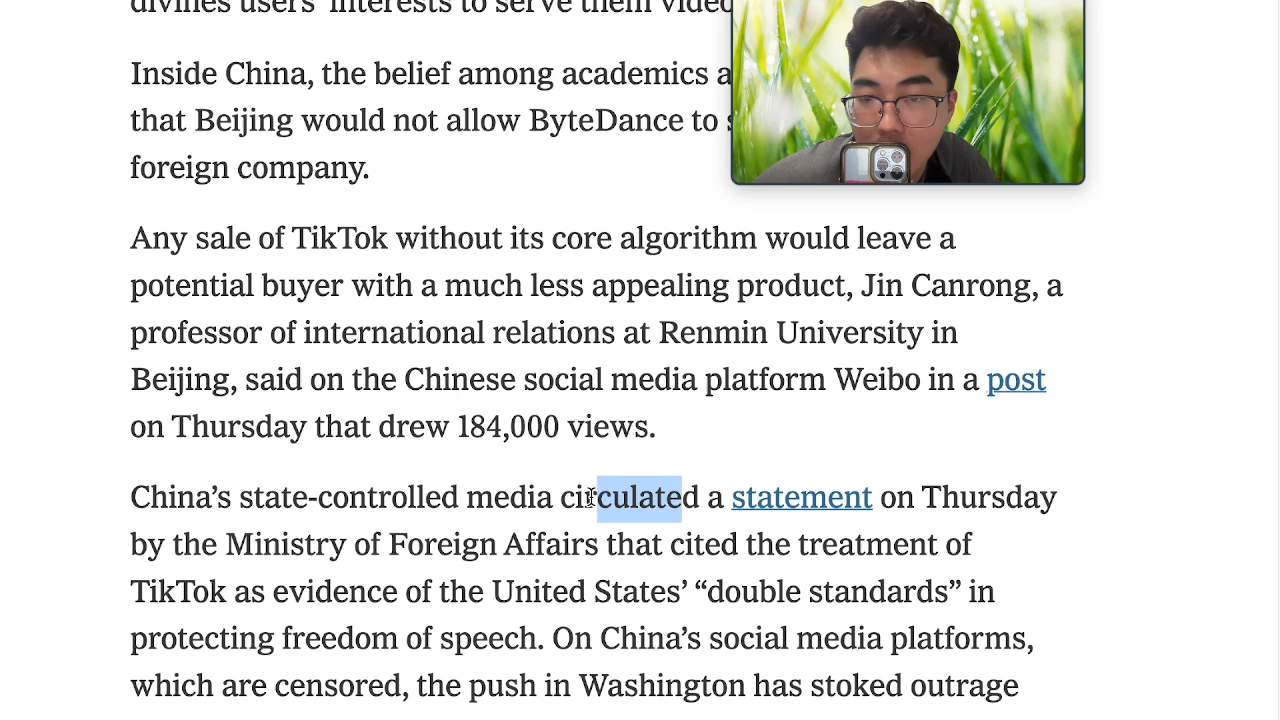 divines users' interests to serve them
Inside China, the belief among academics
that Beijing would not allow ByteDance to
foreign company.
Any sale of TikTok without its core algorithm would leave a
potential buyer with a much less appealing product, Jin Canrong, a
professor of international relations at Renmin University in
Beijing, said on the Chinese social media platform Weibo in a post
on Thursday that drew 184,000 views.
China’s state-controlled media circulated a statement on Thursday
by the Ministry of Foreign Affairs that cited the treatment of
TikTok as evidence of the United States’ “double standards” in
protecting freedom of speech. On China’s social media platforms,
which are censored, the push in Washington has stoked outrage